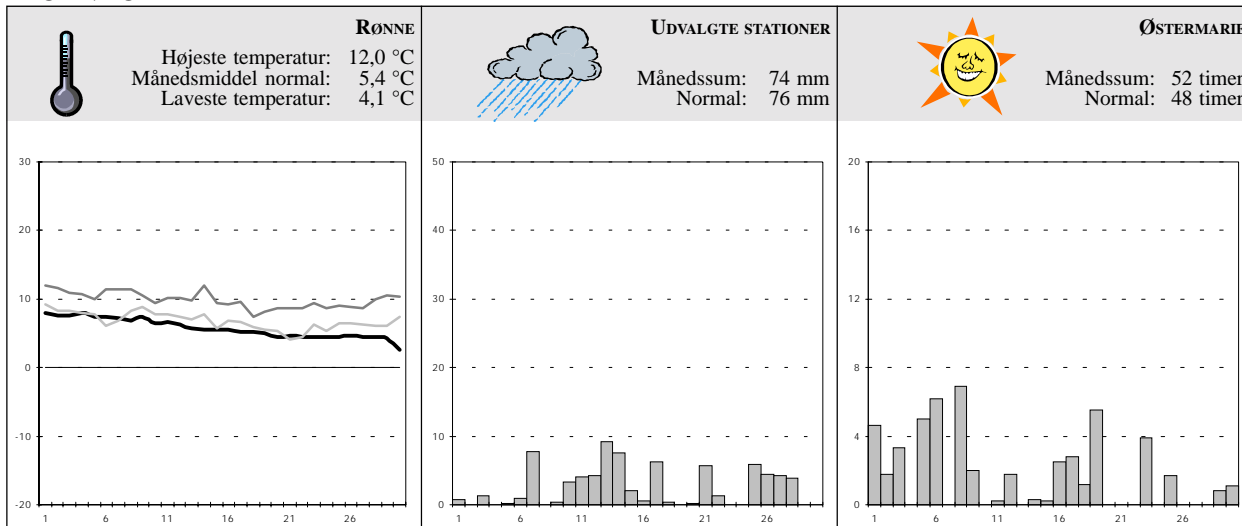 RØNNE
Højeste temperatur: 12,0 °C
Månedsmiddel normal: 5,4 °C
Laveste temperatur: 4,1 °C
UDVALGTE STATIONER
Månedssum: 74 mm
Normal: 76 mm
ØSTERMARIE
Månedssum: 52 timer
Normal: 48 timer
30
20
10
0
-10
-20
1 6 11 16 21 26
50
40
30
20
10
0
1 6 11 16 21 26
20
16
12
8
4
0
1 6 11 16 21 26